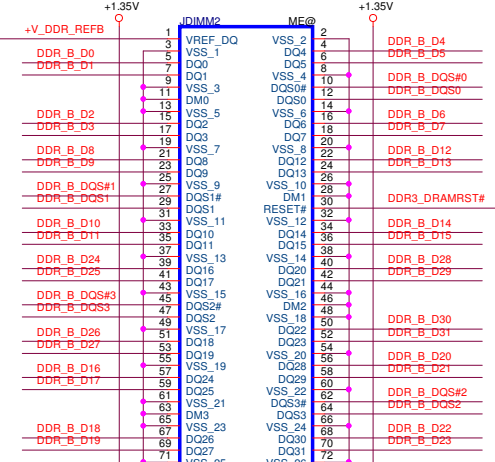 +1.35V +1.35V
JDIMM2 ME@
+V_DDR_REFB 1 VREF_DQ VSS_2 2
3 VSS_1 DQ4 4 DDR_B_D4
DDR_B_D0 5 DQ0 DQ5 6 DDR_B_D5
DDR_B_D1 7 DQ1 VSS_4 8
9 VSS_3 DQS0# 10 DDR_B_DQS#0
11 DM0 DQS0 12 DDR_B_DQS0
13 VSS_5 VSS_6 14
DDR_B_D2 15 DQ2 DQ6 16 DDR_B_D6
DDR_B_D3 17 DQ3 DQ7 18 DDR_B_D7
19 VSS_7 VSS_8 20
DDR_B_D8 21 DQ8 DQ12 22 DDR_B_D12
DDR_B_D9 23 DQ9 DQ13 24 DDR_B_D13
25 VSS_9 VSS_10 26
DDR_B_DQS#1 27 DQS1# DM1 28
DDR_B_DQS1 29 DQS1 RESET# 30 DDR3_DRAMRST#
31 VSS_11 VSS_12 32
DDR_B_D10 33 DQ10 DQ14 34 DDR_B_D14
DDR_B_D11 35 DQ11 DQ15 36 DDR_B_D15
37 VSS_13 VSS_14 38
DDR_B_D24 39 DQ16 DQ20 40 DDR_B_D28
DDR_B_D25 41 DQ17 DQ21 42 DDR_B_D29
43 VSS_15 VSS_16 44
DDR_B_DQS#3 45 DQS2# DM2 46
DDR_B_DQS3 47 DQS2 VSS_18 48
49 VSS_17 DQ22 50 DDR_B_D30
DDR_B_D26 51 DQ18 DQ23 52 DDR_B_D31
DDR_B_D27 53 DQ19 VSS_20 54
55 VSS_19 DQ28 56 DDR_B_D20
DDR_B_D16 57 DQ24 DQ29 58 DDR_B_D21
DDR_B_D17 59 DQ25 VSS_22 60
61 VSS_21 DQS3# 62 DDR_B_DQS#2
63 DM3 DQS3 64 DDR_B_DQS2
65 VSS_23 VSS_24 66
DDR_B_D18 67 DQ26 DQ30 68 DDR_B_D22
DDR_B_D19 69 DQ27 DQ31 70 DDR_B_D23
71 72